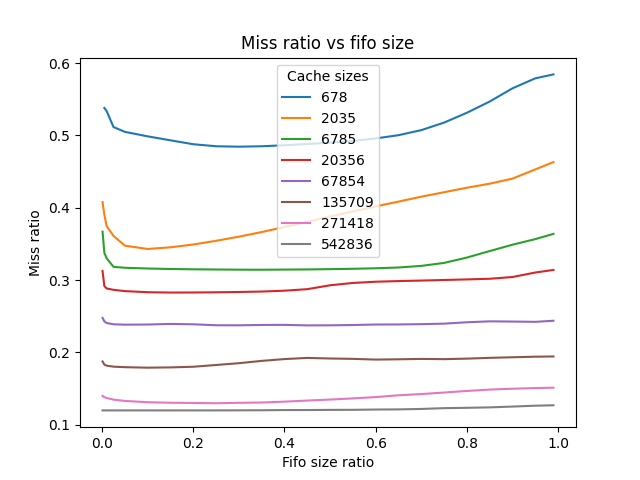 Miss ratio vs fifo size
Cache sizes
678
2035
6785
20356
67854
135709
271418
542836
Miss ratio
0.6
0.5
0.4
0.3
0.2
0.1
0.0 0.2 0.4 0.6 0.8 1.0
Fifo size ratio